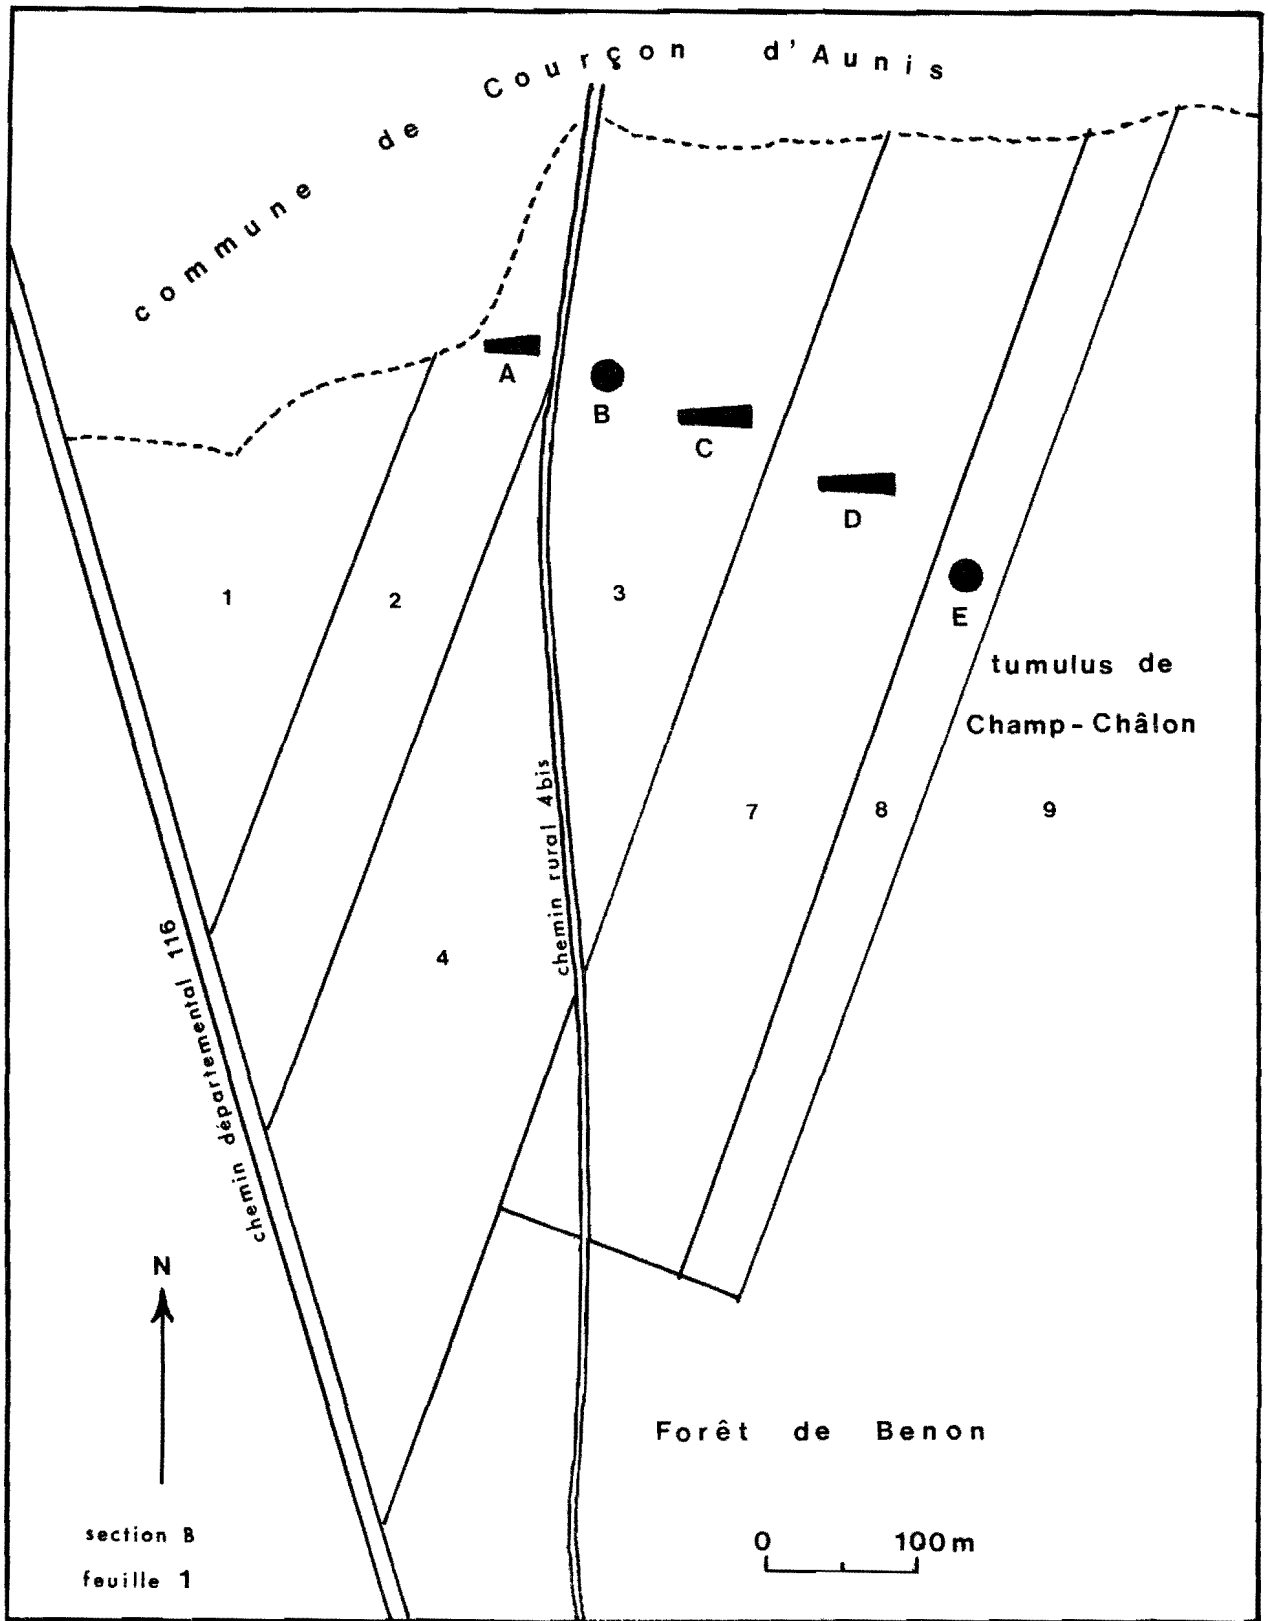 commune de Courçon d'Aunis
A
B
C
D
E
1
2
3
tumulus de
Champ-Châlon
7
8
9
4
chemin rural 4bis
chemin départemental 116
N
Forêt de Benon
section B
feuille 1
0 100m